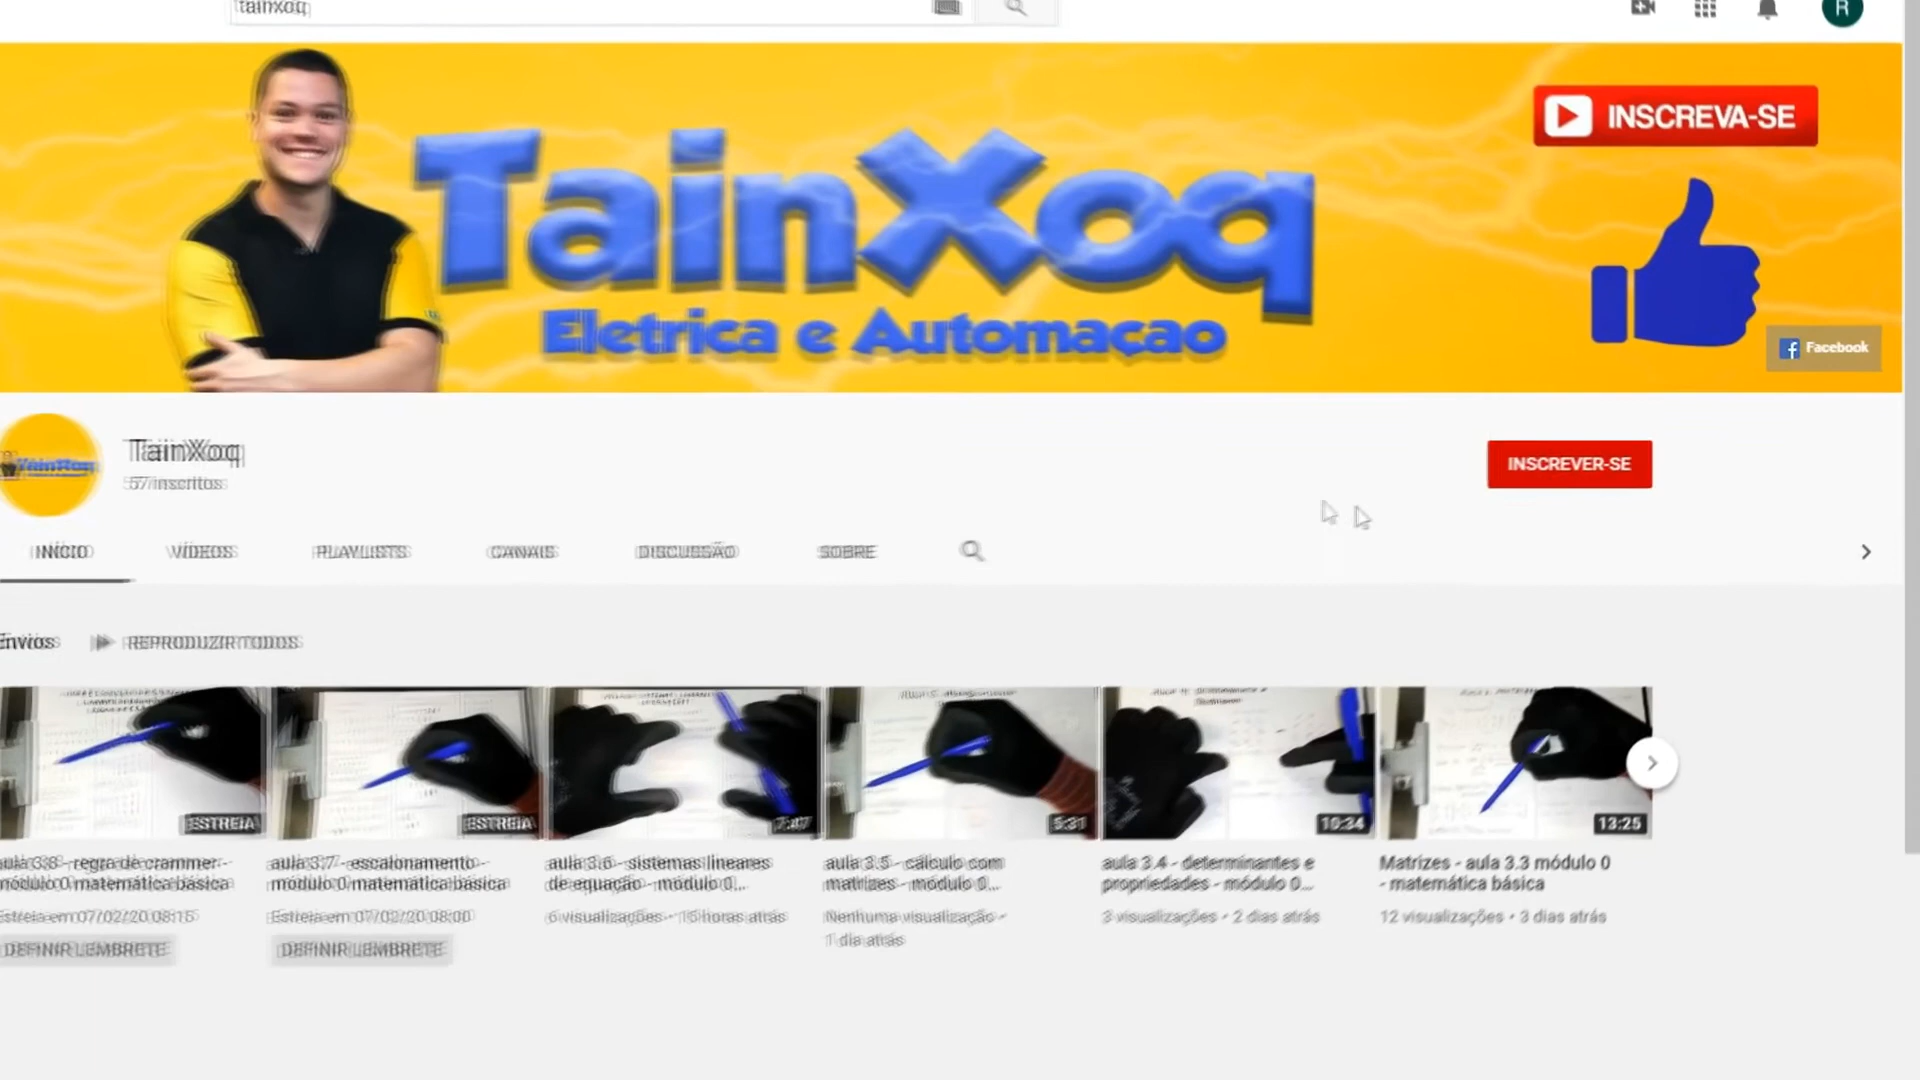 tainxoq
R
INSCREVA-SE
TainXoq
Eletrica e Automaçao
Facebook
TainXoq
TainXoq
57 inscritos
INSCREVER-SE
INÍCIO VÍDEOS PLAYLISTS CANAIS DISCUSSÃO SOBRE
Envios REPRODUZIR TODOS
ESTREIA ESTREIA 7:47 5:31 10:34 13:25
aula 3.8 - regra de crammer -
módulo 0 matemática básica
Estreia em 07/02/20 08:15
DEFINIR LEMBRETE
aula 3.7 - escalonamento -
módulo 0 matemática básica
Estreia em 07/02/20 08:00
DEFINIR LEMBRETE
aula 3.6 - sistemas lineares
de equação - módulo 0...
6 visualizações • 15 horas atrás
aula 3.5 - cálculo com
matrizes - módulo 0...
Nenhuma visualização •
1 dia atrás
aula 3.4 - determinantes e
propriedades - módulo 0...
3 visualizações • 2 dias atrás
Matrizes - aula 3.3 módulo 0
- matemática básica
12 visualizações • 3 dias atrás